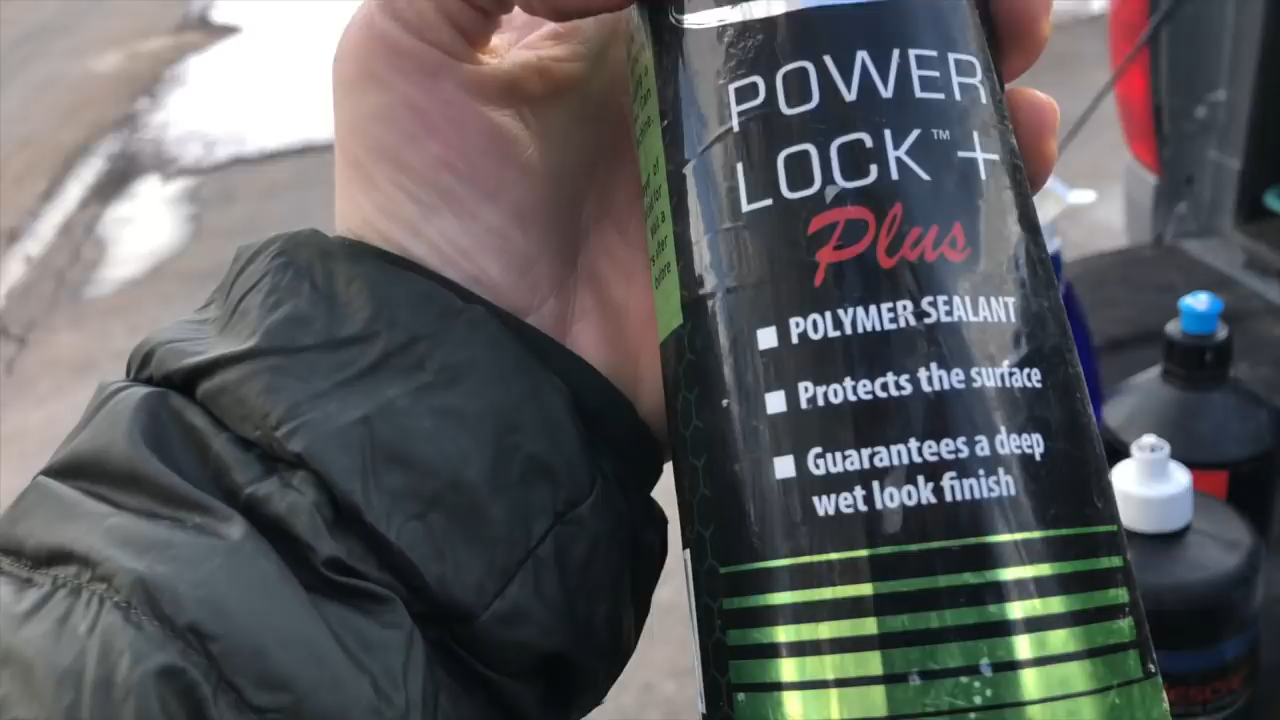 POWER
LOCK™+
Plus
POLYMER SEALANT
Protects the surface
Guarantees a deep
wet look finish